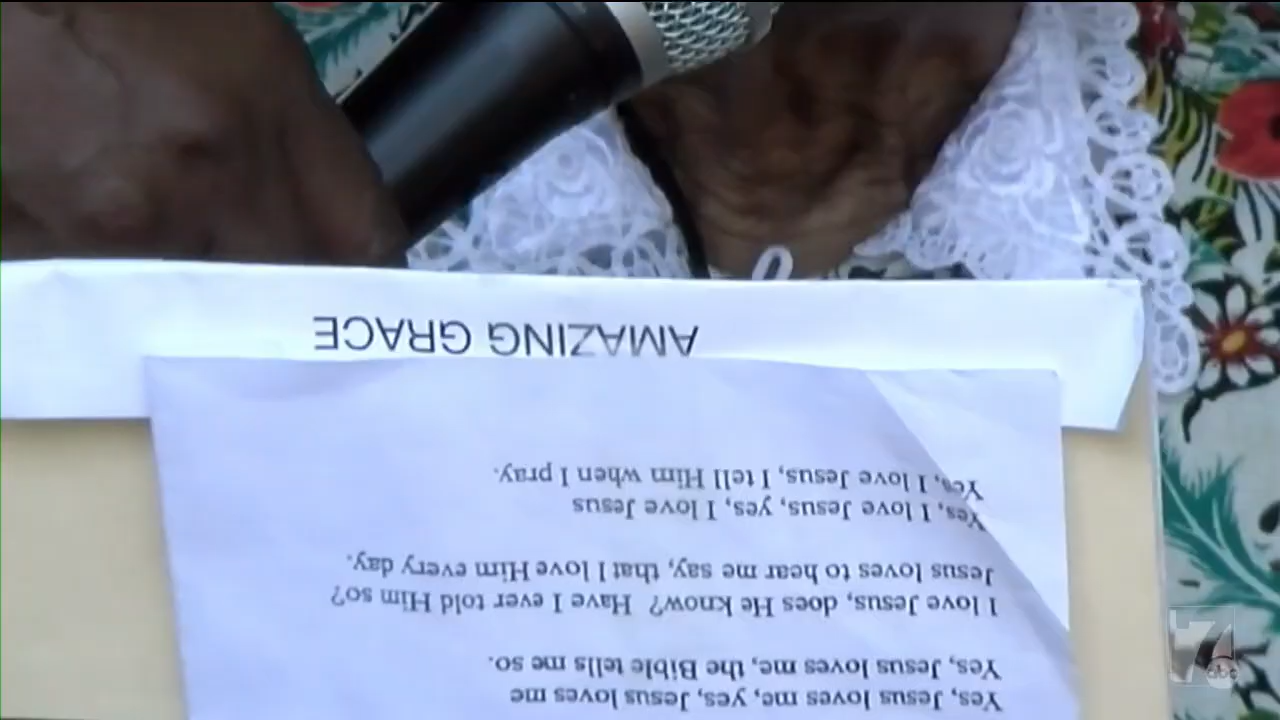 AMAZING GRACE
Yes, Jesus loves me, yes, Jesus loves me
Yes, Jesus loves me, the Bible tells me so.
I love Jesus, does He know? Have I ever told Him so?
Jesus loves to hear me say, that I love Him every day.
Yes, I love Jesus, yes, I love Jesus
Yes, I love Jesus, I tell Him when I pray.
7
abc